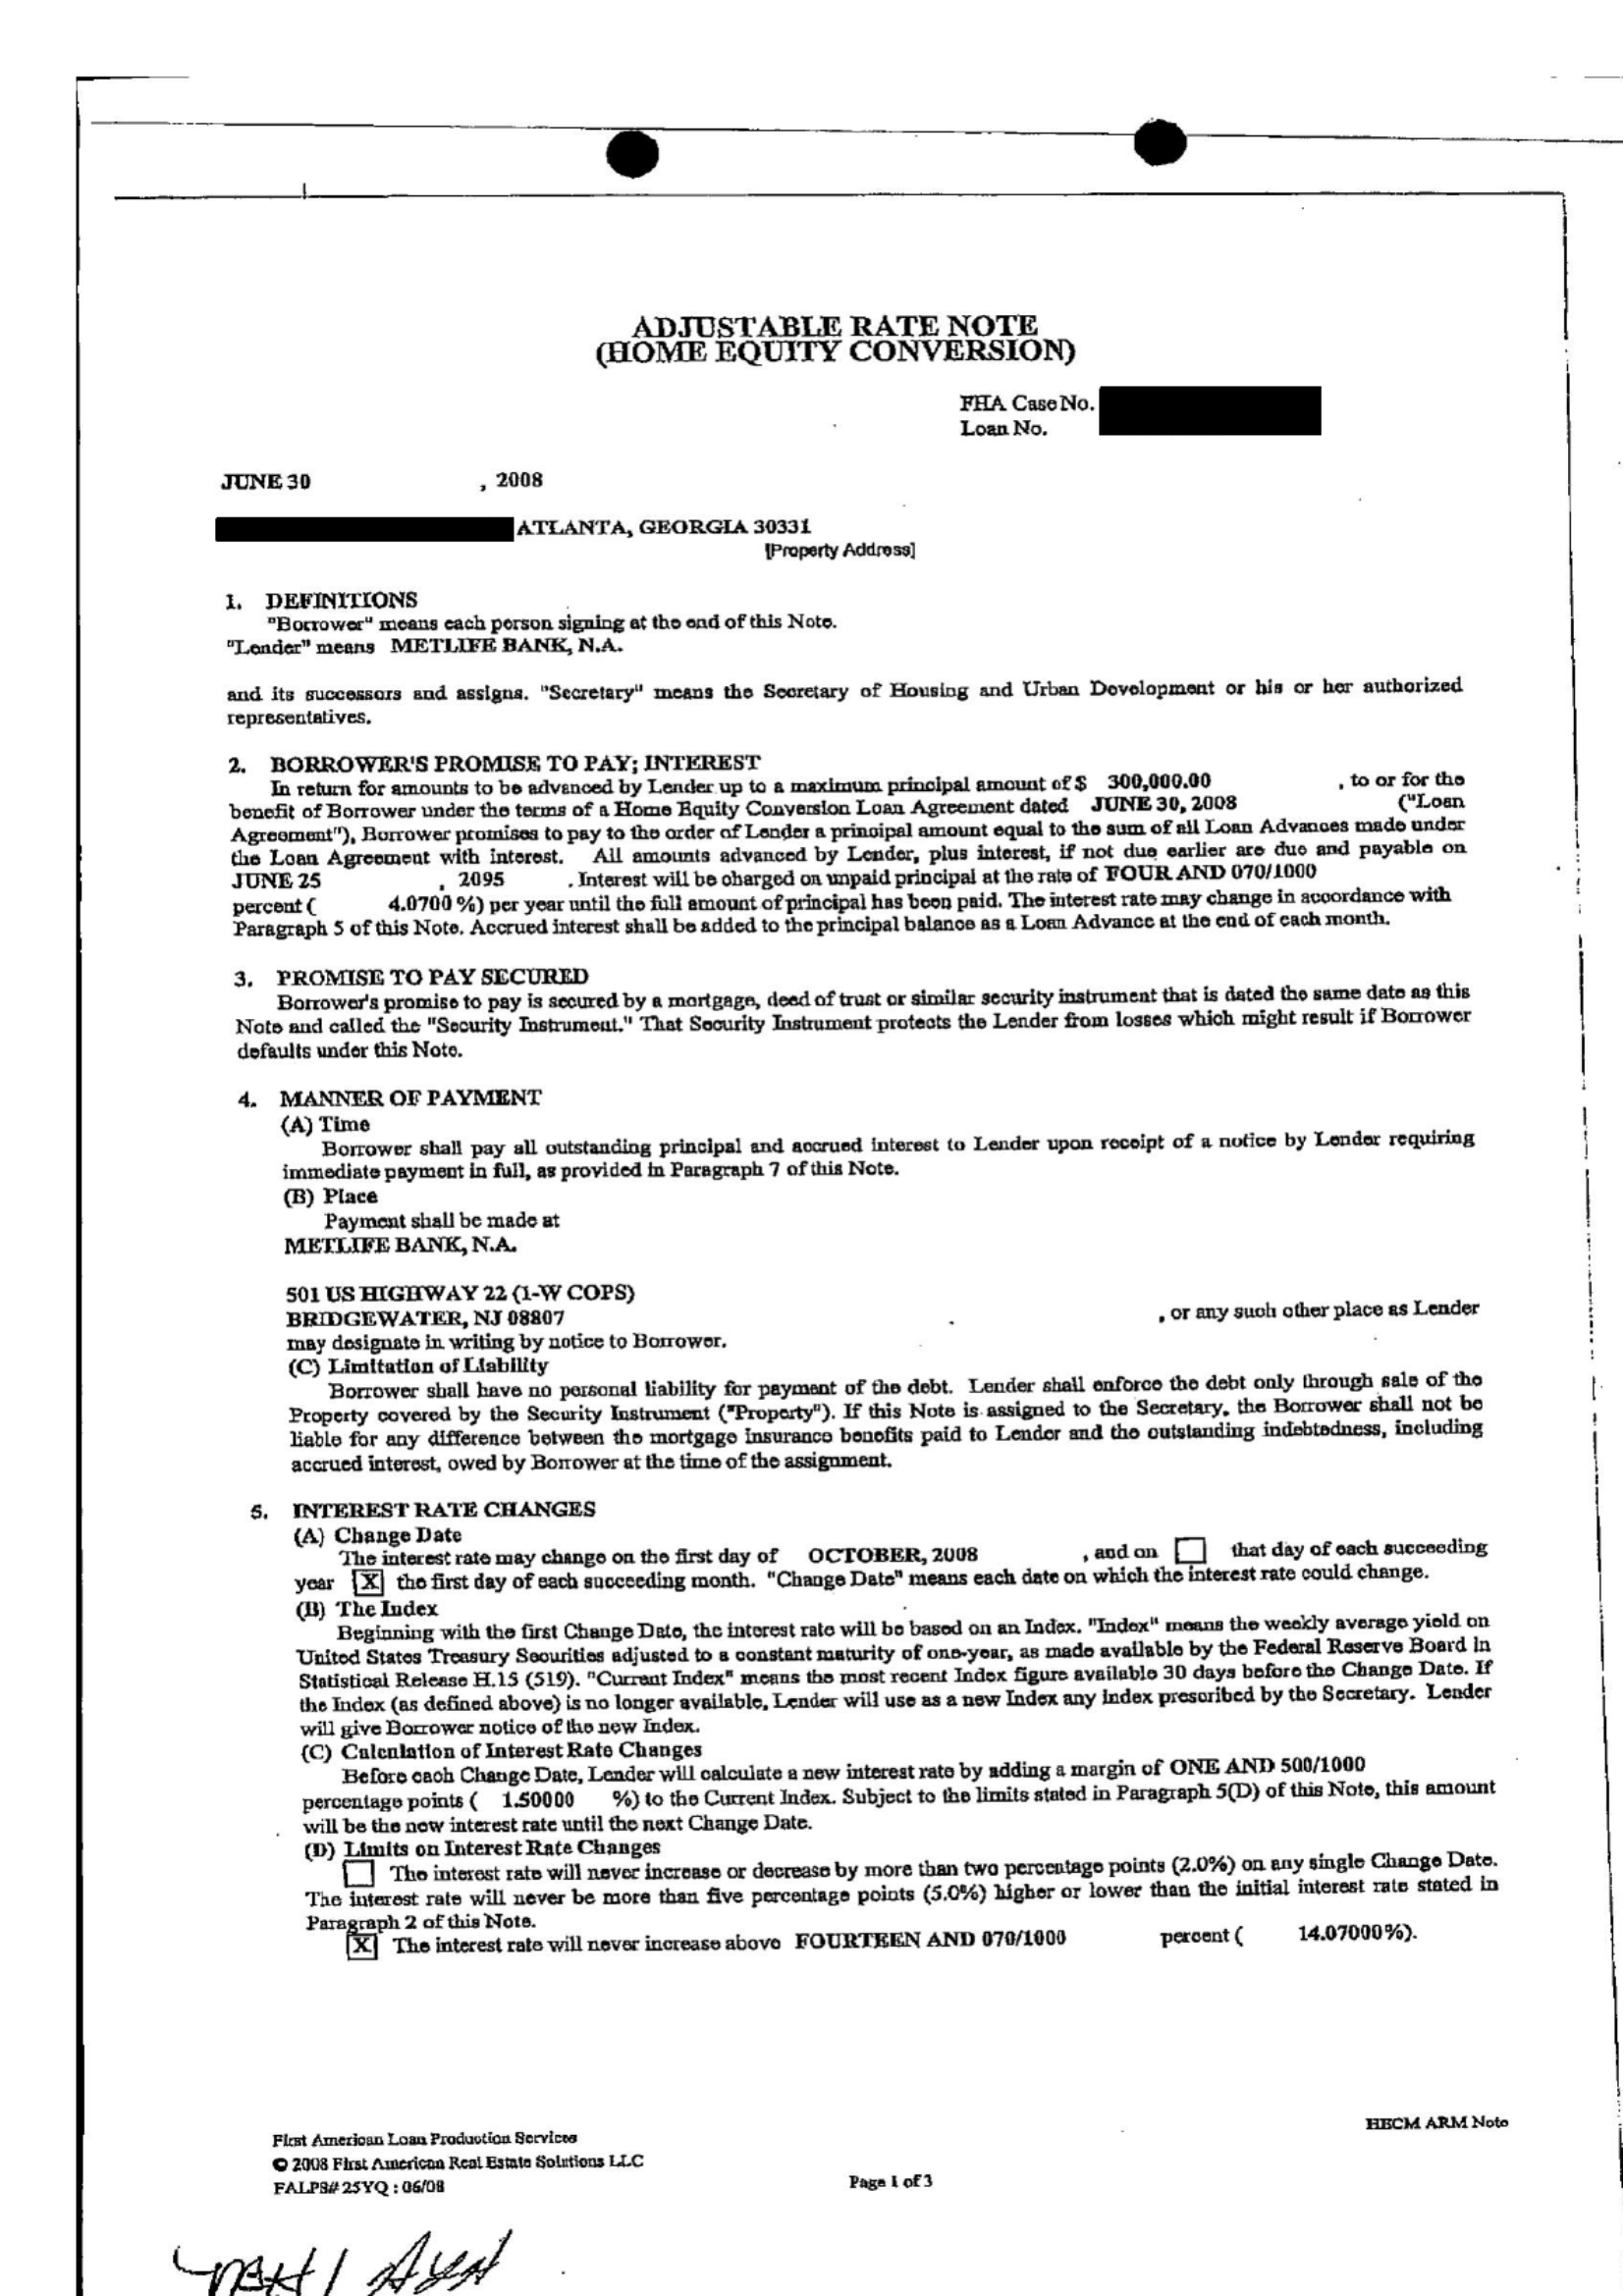 ADJUSTABLE RATE NOTE
(HOME EQUITY CONVERSION)
FHA Case No.
Loan No.
JUNE 30 , 2008
ATLANTA, GEORGIA 30331
[Property Address]
1. DEFINITIONS
"Borrower" means each person signing at the end of this Note.
"Lender" means METLIFE BANK, N.A.
and its successors and assigns. "Secretary" means the Secretary of Housing and Urban Development or his or her authorized
representatives.
2. BORROWER'S PROMISE TO PAY; INTEREST
In return for amounts to be advanced by Lender up to a maximum principal amount of $ 300,000.00 , to or for the
benefit of Borrower under the terms of a Home Equity Conversion Loan Agreement dated JUNE 30, 2008 ("Loan
Agreement"), Borrower promises to pay to the order of Lender a principal amount equal to the sum of all Loan Advances made under
the Loan Agreement with interest. All amounts advanced by Lender, plus interest, if not due earlier are due and payable on
JUNE 25 , 2095 . Interest will be charged on unpaid principal at the rate of FOUR AND 070/1000
percent ( 4.0700 %) per year until the full amount of principal has been paid. The interest rate may change in accordance with
Paragraph 5 of this Note. Accrued interest shall be added to the principal balance as a Loan Advance at the end of each month.
3. PROMISE TO PAY SECURED
Borrower's promise to pay is secured by a mortgage, deed of trust or similar security instrument that is dated the same date as this
Note and called the "Security Instrument." That Security Instrument protects the Lender from losses which might result if Borrower
defaults under this Note.
4. MANNER OF PAYMENT
(A) Time
Borrower shall pay all outstanding principal and accrued interest to Lender upon receipt of a notice by Lender requiring
immediate payment in full, as provided in Paragraph 7 of this Note.
(B) Place
Payment shall be made at
METLIFE BANK, N.A.
501 US HIGHWAY 22 (1-W COPS)
BRIDGEWATER, NJ 08807 , or any such other place as Lender
may designate in writing by notice to Borrower.
(C) Limitation of Liability
Borrower shall have no personal liability for payment of the debt. Lender shall enforce the debt only through sale of the
Property covered by the Security Instrument ("Property"). If this Note is assigned to the Secretary, the Borrower shall not be
liable for any difference between the mortgage insurance benefits paid to Lender and the outstanding indebtedness, including
accrued interest, owed by Borrower at the time of the assignment.
5. INTEREST RATE CHANGES
(A) Change Date
The interest rate may change on the first day of OCTOBER, 2008 , and on that day of each succeeding
year X the first day of each succeeding month. "Change Date" means each date on which the interest rate could change.
(B) The Index
Beginning with the first Change Date, the interest rate will be based on an Index. "Index" means the weekly average yield on
United States Treasury Securities adjusted to a constant maturity of one-year, as made available by the Federal Reserve Board in
Statistical Release H.15 (519). "Current Index" means the most recent Index figure available 30 days before the Change Date. If
the Index (as defined above) is no longer available, Lender will use as a new Index any index prescribed by the Secretary. Lender
will give Borrower notice of the new Index.
(C) Calculation of Interest Rate Changes
Before each Change Date, Lender will calculate a new interest rate by adding a margin of ONE AND 500/1000
percentage points ( 1.50000 %) to the Current Index. Subject to the limits stated in Paragraph 5(D) of this Note, this amount
will be the new interest rate until the next Change Date.
(D) Limits on Interest Rate Changes
The interest rate will never increase or decrease by more than two percentage points (2.0%) on any single Change Date.
The interest rate will never be more than five percentage points (5.0%) higher or lower than the initial interest rate stated in
Paragraph 2 of this Note.
X The interest rate will never increase above FOURTEEN AND 070/1000 percent ( 14.07000%).
HECM ARM Note
First American Loan Production Services
© 2008 First American Real Estate Solutions LLC
FALPS# 25YQ : 06/08
Page 1 of 3